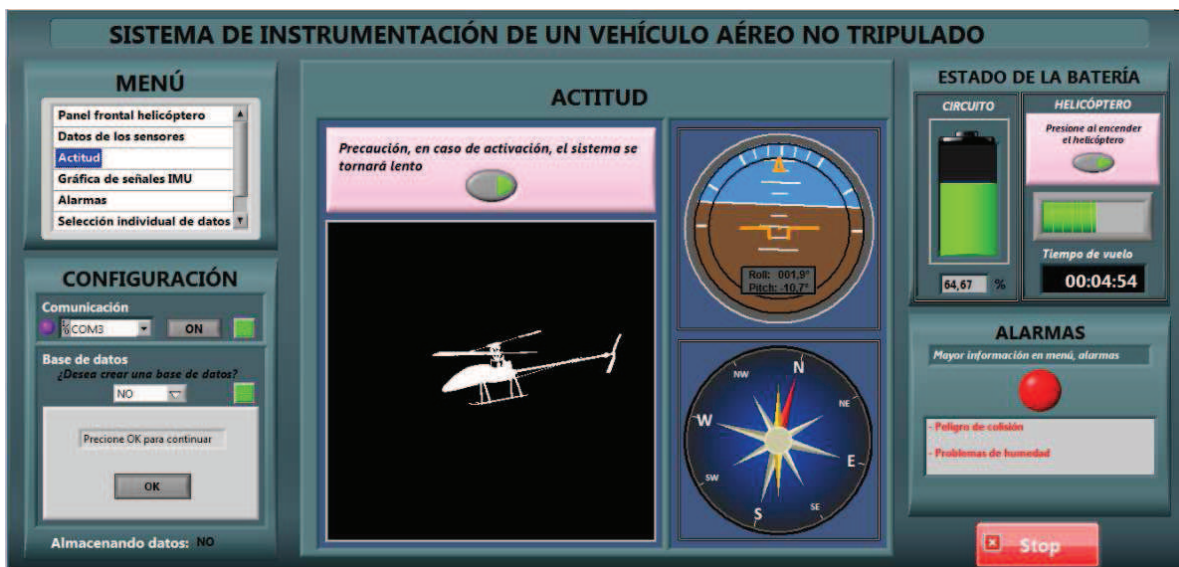 SISTEMA DE INSTRUMENTACIÓN DE UN VEHÍCULO AÉREO NO TRIPULADO
MENÚ
Panel frontal helicóptero
Datos de los sensores
Actitud
Gráfica de señales IMU
Alarmas
Selección individual de datos
CONFIGURACIÓN
Comunicación
COM3
ON
Base de datos
¿Desea crear una base de datos?
NO
Precione OK para continuar
OK
Almacenando datos: NO
ACTITUD
Precaución, en caso de activación, el sistema se
tornará lento
Roll: 001,9°
Pitch: -10,7°
N
NE
E
SE
S
SW
W
NW
ESTADO DE LA BATERÍA
CIRCUITO
64,67 %
HELICÓPTERO
Presione al encender
el helicóptero
Tiempo de vuelo
00:04:54
ALARMAS
Mayor información en menú, alarmas
- Peligro de colisión
- Problemas de humedad
Stop